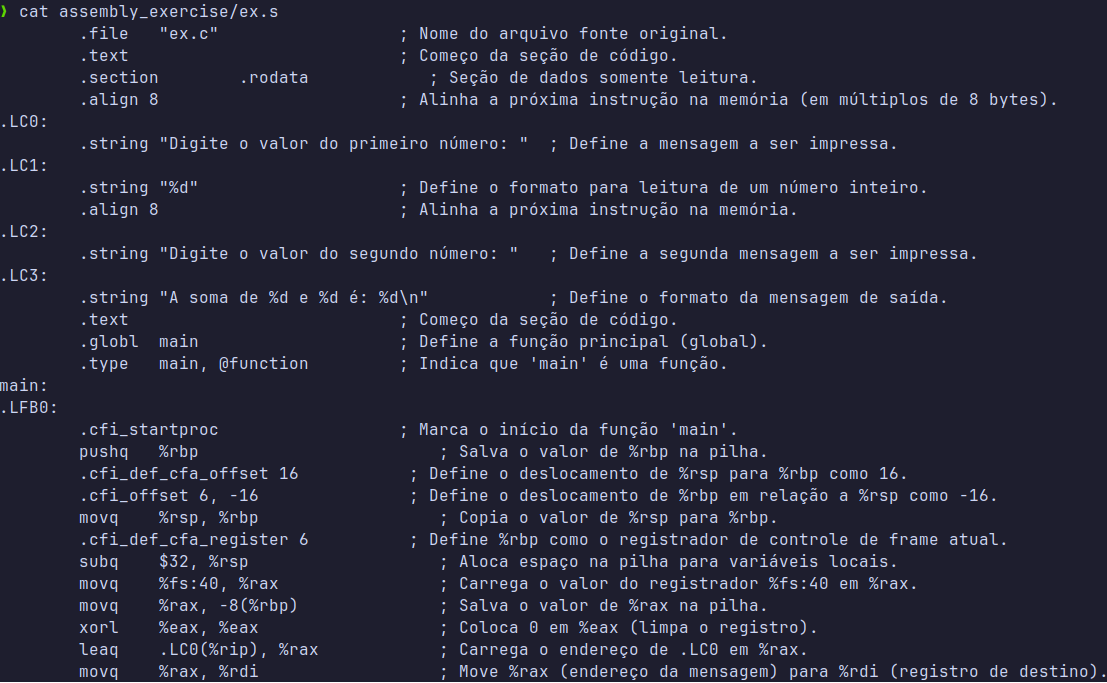 ❯ cat assembly_exercise/ex.s
.file "ex.c" ; Nome do arquivo fonte original.
.text ; Começo da seção de código.
.section .rodata ; Seção de dados somente leitura.
.align 8 ; Alinha a próxima instrução na memória (em múltiplos de 8 bytes).
.LC0:
.string "Digite o valor do primeiro número: " ; Define a mensagem a ser impressa.
.LC1:
.string "%d" ; Define o formato para leitura de um número inteiro.
.align 8 ; Alinha a próxima instrução na memória.
.LC2:
.string "Digite o valor do segundo número: " ; Define a segunda mensagem a ser impressa.
.LC3:
.string "A soma de %d e %d é: %d\n" ; Define o formato da mensagem de saída.
.text ; Começo da seção de código.
.globl main ; Define a função principal (global).
.type main, @function ; Indica que 'main' é uma função.
main:
.LFB0:
.cfi_startproc ; Marca o início da função 'main'.
pushq %rbp ; Salva o valor de %rbp na pilha.
.cfi_def_cfa_offset 16 ; Define o deslocamento de %rsp para %rbp como 16.
.cfi_offset 6, -16 ; Define o deslocamento de %rbp em relação a %rsp como -16.
movq %rsp, %rbp ; Copia o valor de %rsp para %rbp.
.cfi_def_cfa_register 6 ; Define %rbp como o registrador de controle de frame atual.
subq $32, %rsp ; Aloca espaço na pilha para variáveis locais.
movq %fs:40, %rax ; Carrega o valor do registrador %fs:40 em %rax.
movq %rax, -8(%rbp) ; Salva o valor de %rax na pilha.
xorl %eax, %eax ; Coloca 0 em %eax (limpa o registro).
leaq .LC0(%rip), %rax ; Carrega o endereço de .LC0 em %rax.
movq %rax, %rdi ; Move %rax (endereço da mensagem) para %rdi (registro de destino).